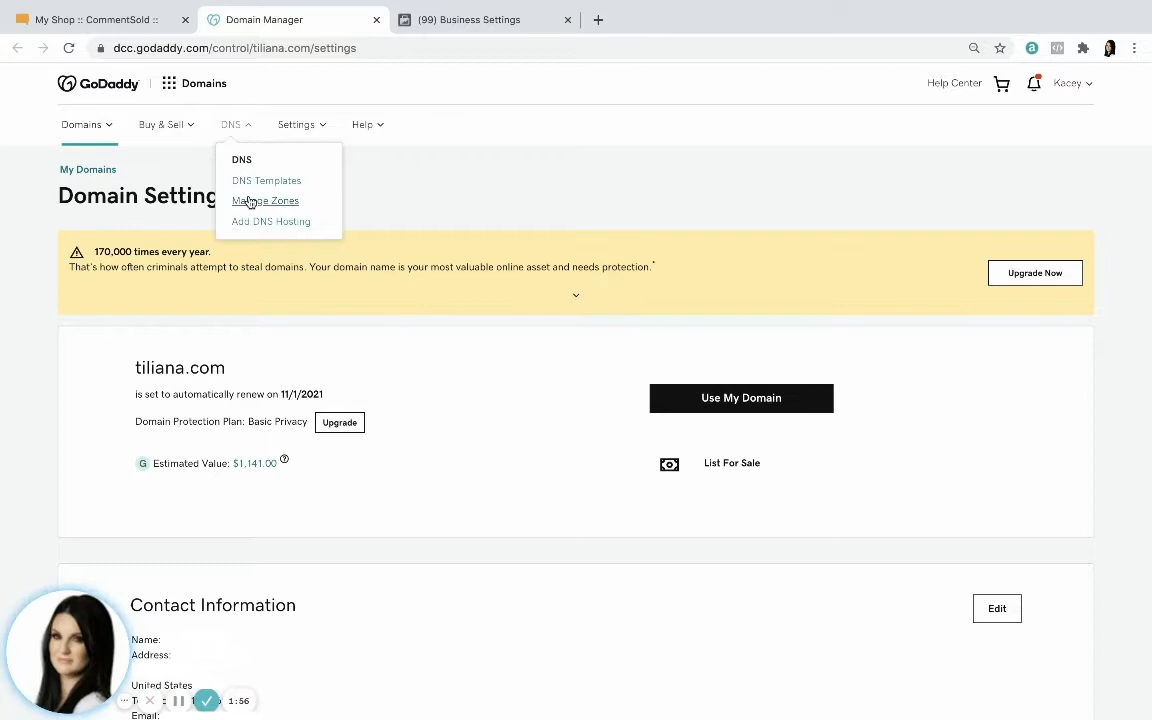 My Shop :: CommentSold ::
Domain Manager
(99) Business Settings
dcc.godaddy.com/control/tiliana.com/settings
GoDaddy
Domains
Help Center
Kacey
Domains
Buy & Sell
DNS
Settings
Help
DNS
DNS Templates
Manage Zones
Add DNS Hosting
My Domains
Domain Setting
170,000 times every year.
That's how often criminals attempt to steal domains. Your domain name is your most valuable online asset and needs protection.*
Upgrade Now
tiliana.com
is set to automatically renew on 11/1/2021
Use My Domain
Domain Protection Plan: Basic Privacy
Upgrade
G Estimated Value: $1,141.00
List For Sale
Contact Information
Edit
Name:
Address:
United States
1:56
Email: